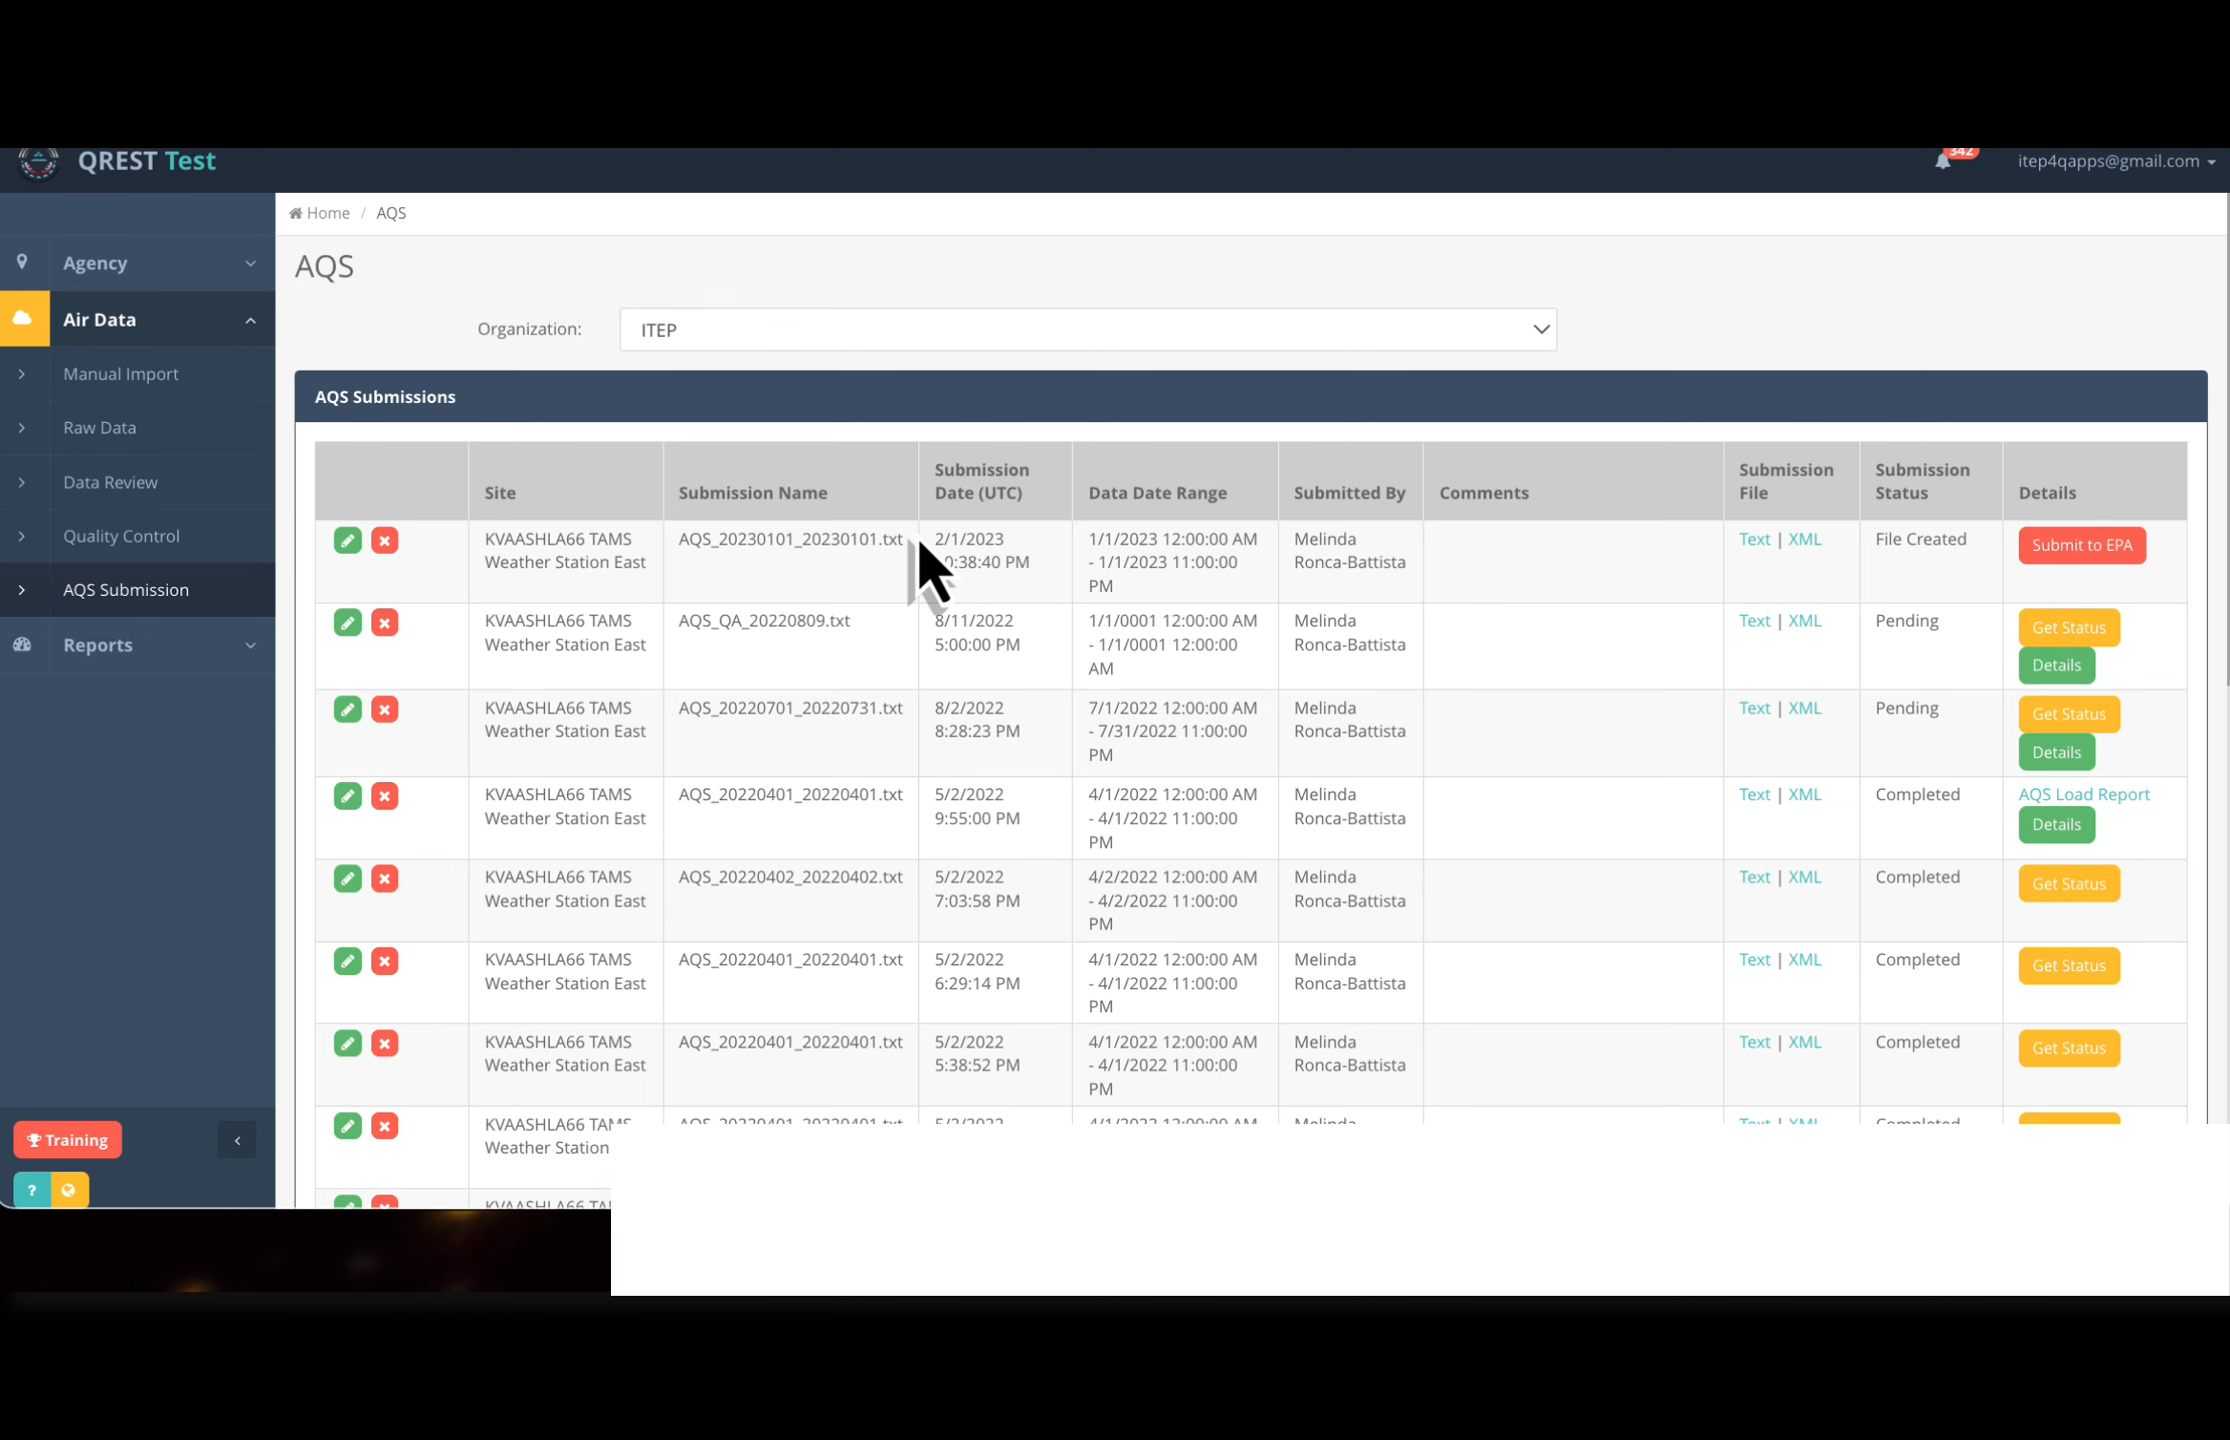 QREST Test
342
itep4qapps@gmail.com
Home / AQS
Agency
Air Data
Manual Import
Raw Data
Data Review
Quality Control
AQS Submission
Reports
Training
?
AQS
Organization: ITEP
AQS Submissions
Site
Submission Name
Submission
Date (UTC)
Data Date Range
Submitted By
Comments
Submission
File
Submission
Status
Details
KVAASHLA66 TAMS
Weather Station East
AQS_20230101_20230101.txt
2/1/2023
0:38:40 PM
1/1/2023 12:00:00 AM
- 1/1/2023 11:00:00
PM
Melinda
Ronca-Battista
Text | XML
File Created
Submit to EPA
KVAASHLA66 TAMS
Weather Station East
AQS_QA_20220809.txt
8/11/2022
5:00:00 PM
1/1/0001 12:00:00 AM
- 1/1/0001 12:00:00
AM
Melinda
Ronca-Battista
Text | XML
Pending
Get Status
Details
KVAASHLA66 TAMS
Weather Station East
AQS_20220701_20220731.txt
8/2/2022
8:28:23 PM
7/1/2022 12:00:00 AM
- 7/31/2022 11:00:00
PM
Melinda
Ronca-Battista
Text | XML
Pending
Get Status
Details
KVAASHLA66 TAMS
Weather Station East
AQS_20220401_20220401.txt
5/2/2022
9:55:00 PM
4/1/2022 12:00:00 AM
- 4/1/2022 11:00:00
PM
Melinda
Ronca-Battista
Text | XML
Completed
AQS Load Report
Details
KVAASHLA66 TAMS
Weather Station East
AQS_20220402_20220402.txt
5/2/2022
7:03:58 PM
4/2/2022 12:00:00 AM
- 4/2/2022 11:00:00
PM
Melinda
Ronca-Battista
Text | XML
Completed
Get Status
KVAASHLA66 TAMS
Weather Station East
AQS_20220401_20220401.txt
5/2/2022
6:29:14 PM
4/1/2022 12:00:00 AM
- 4/1/2022 11:00:00
PM
Melinda
Ronca-Battista
Text | XML
Completed
Get Status
KVAASHLA66 TAMS
Weather Station East
AQS_20220401_20220401.txt
5/2/2022
5:38:52 PM
4/1/2022 12:00:00 AM
- 4/1/2022 11:00:00
PM
Melinda
Ronca-Battista
Text | XML
Completed
Get Status
KVAASHLA66 TAMS
Weather Station
KVAASHLA66